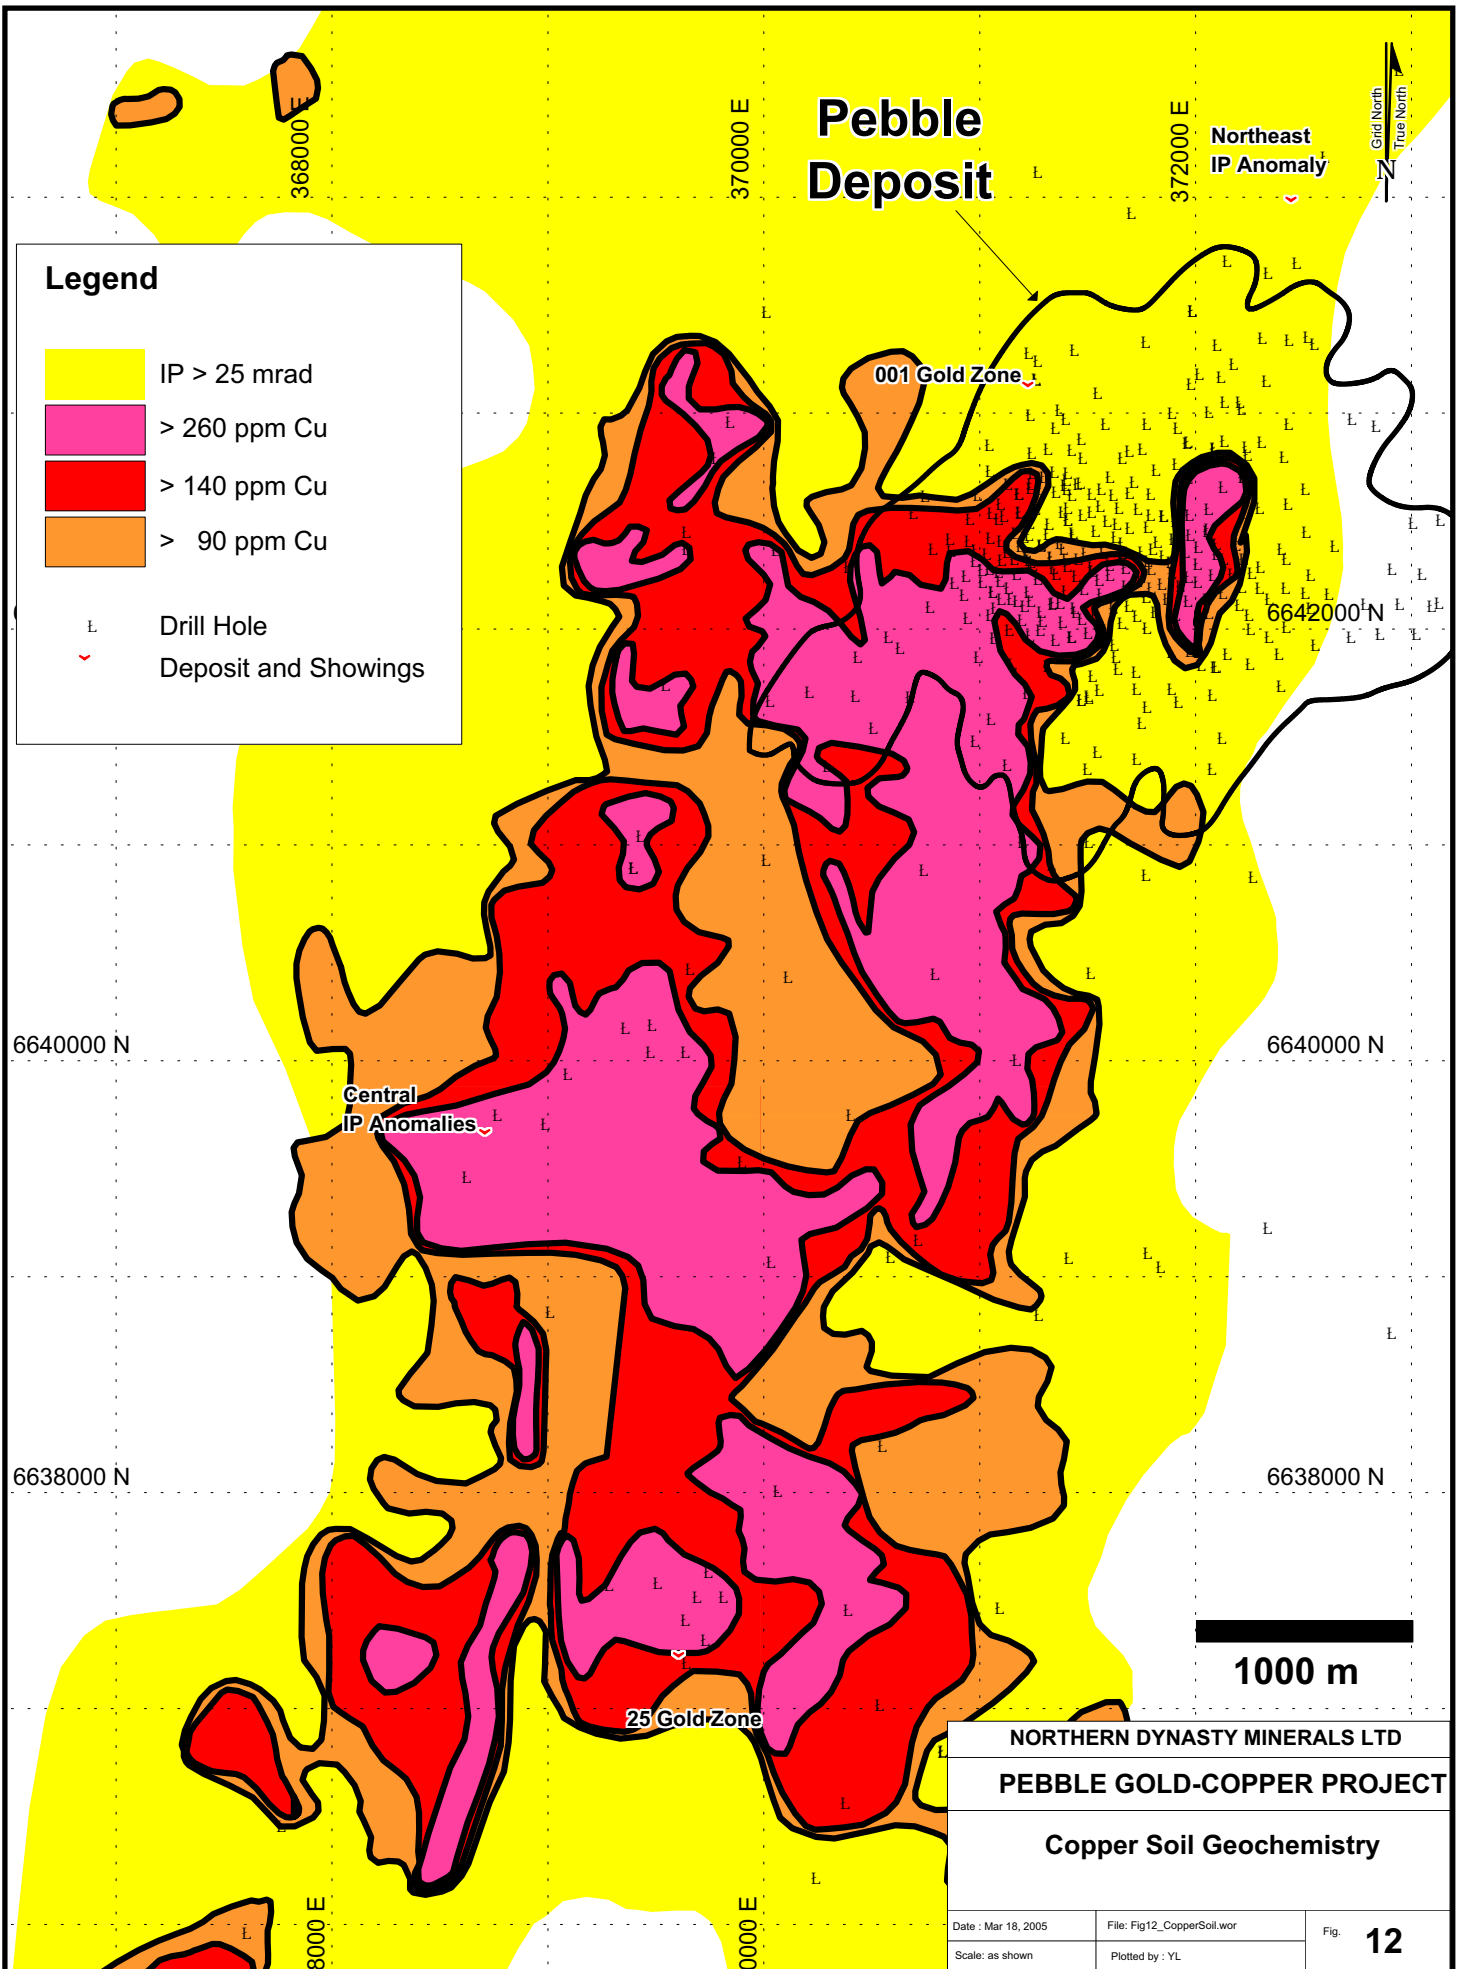 368000 E
370000 E
372000 E
Pebble
Deposit
Northeast
IP Anomaly
Grid North
True North
N
Legend
IP > 25 mrad
> 260 ppm Cu
> 140 ppm Cu
> 90 ppm Cu
Drill Hole
Deposit and Showings
001 Gold Zone
6642000 N
6640000 N
6640000 N
Central
IP Anomalies
6638000 N
6638000 N
1000 m
25 Gold Zone
8000 E
0000 E
NORTHERN DYNASTY MINERALS LTD
PEBBLE GOLD-COPPER PROJECT
Copper Soil Geochemistry
Date : Mar 18, 2005
File: Fig12_CopperSoil.wor
Fig. 12
Scale: as shown
Plotted by : YL